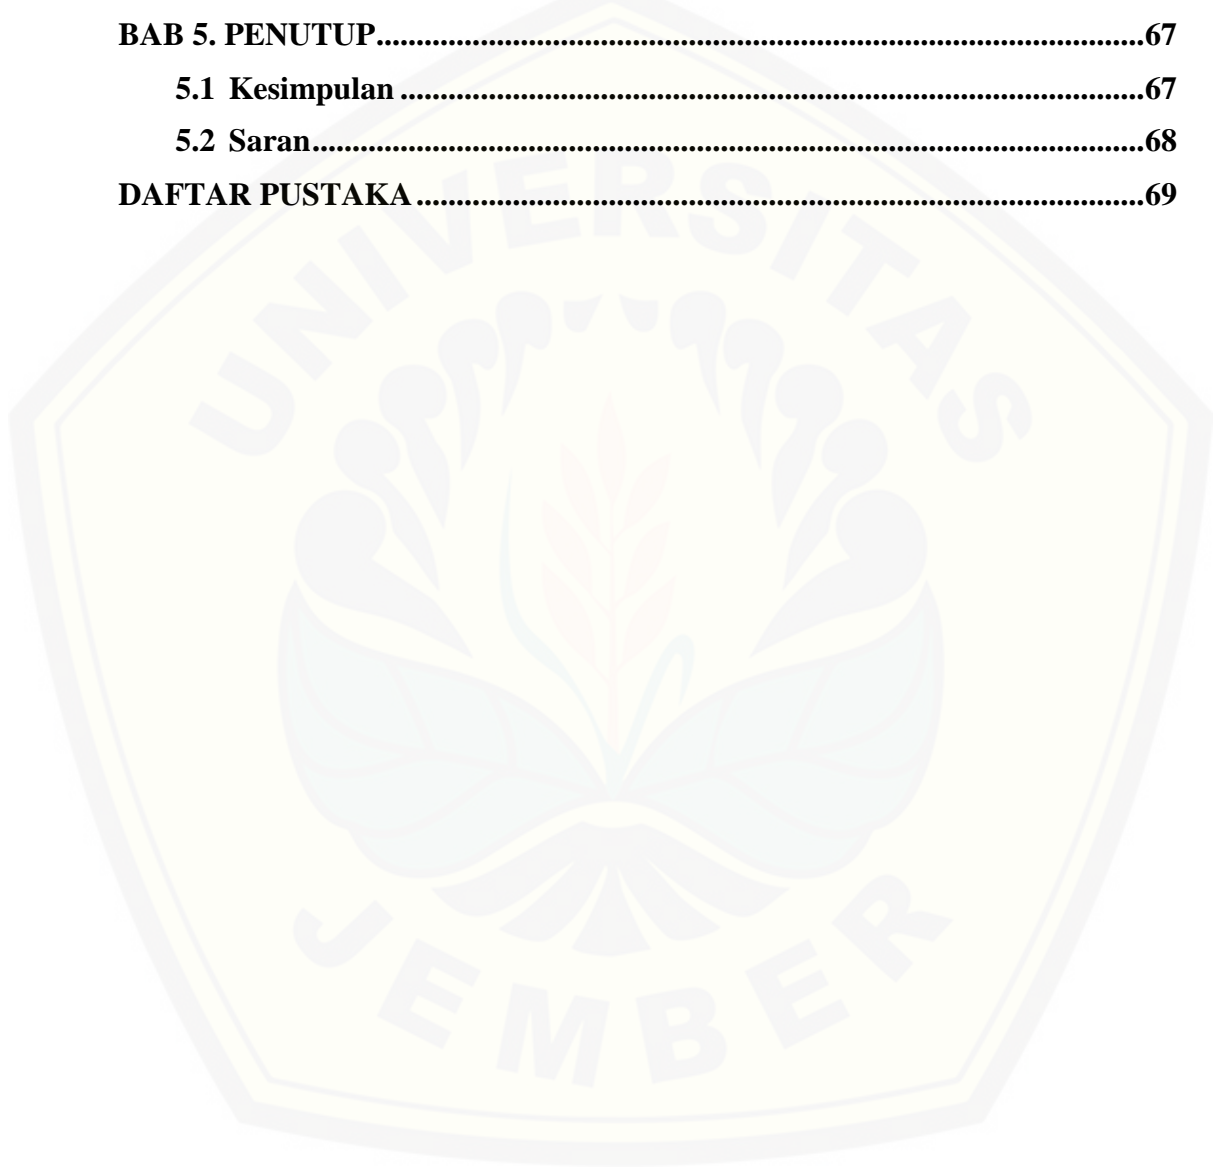 BAB 5. PENUTUP..................................................................................................67
5.1 Kesimpulan...............................................................................................67
5.2 Saran..........................................................................................................68
DAFTAR PUSTAKA.............................................................................................69
UNIVERSITAS
JEMBER